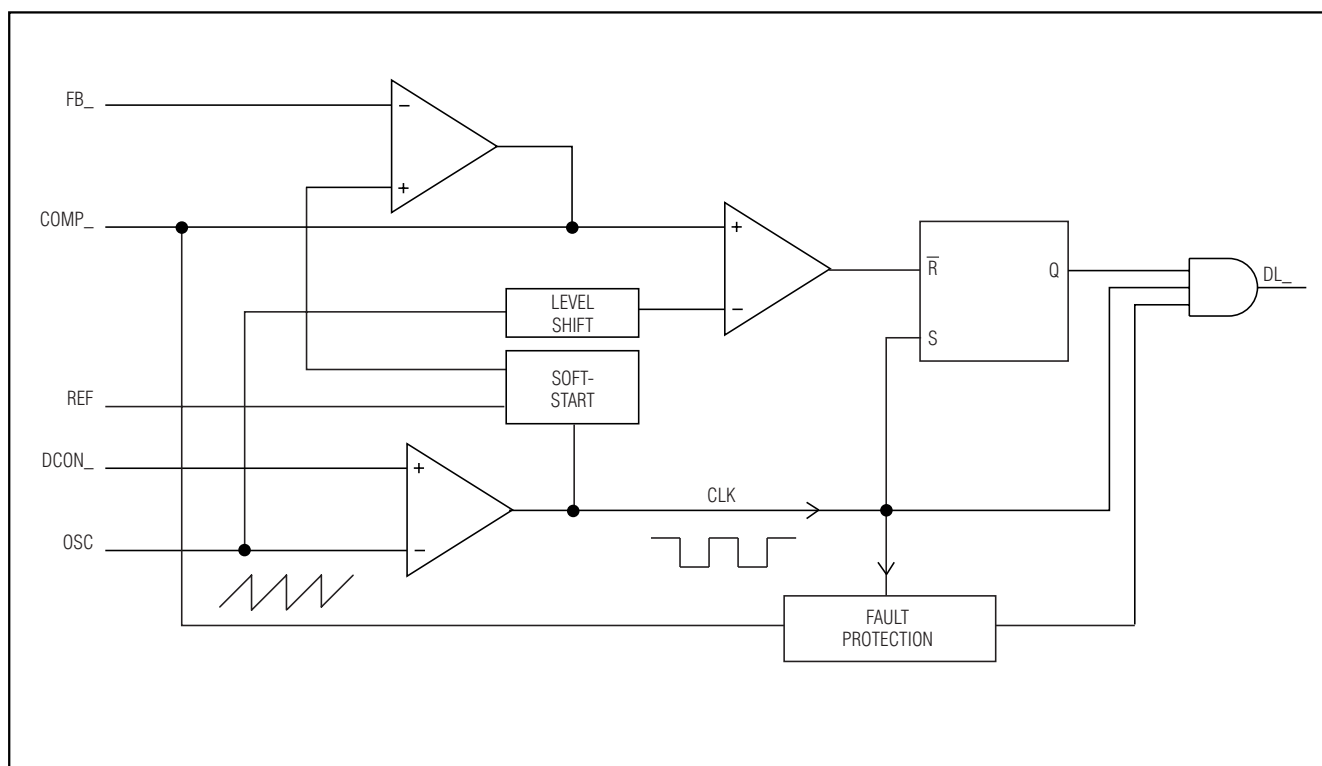 FB_
−
+
COMP_
+
−
LEVEL
SHIFT
SOFT-
START
REF
DCON_
+
−
OSC
CLK
R̅
Q
S
DL_
FAULT
PROTECTION